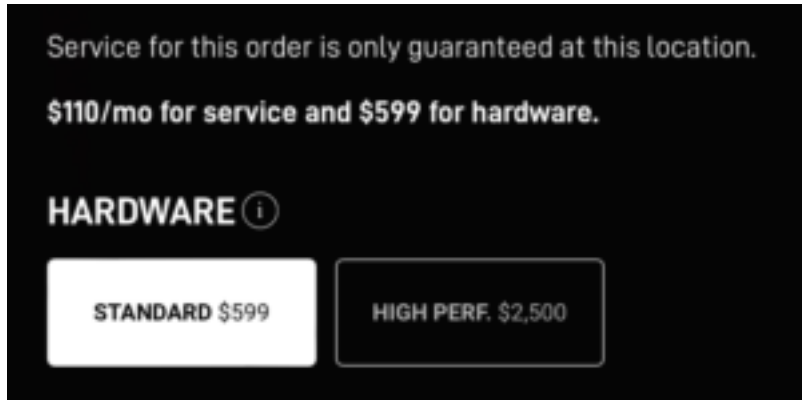 Service for this order is only guaranteed at this location.
$110/mo for service and $599 for hardware.
HARDWARE i
STANDARD $599
HIGH PERF. $2,500